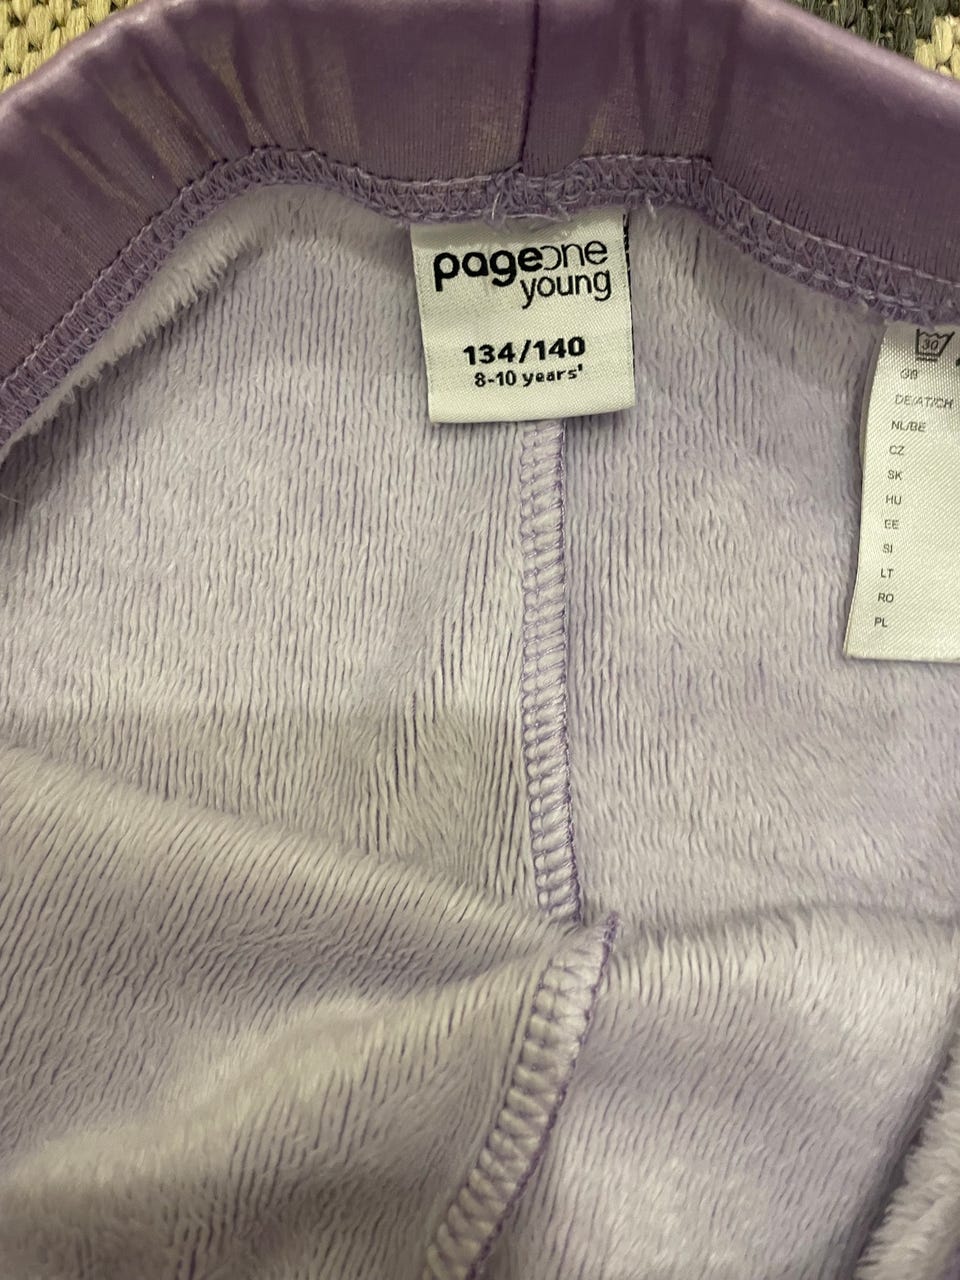 pageone
young
134/140
8-10 years'
30
GB
DE/AT/CH
NL/BE
CZ
SK
HU
EE
SI
LT
RO
PL